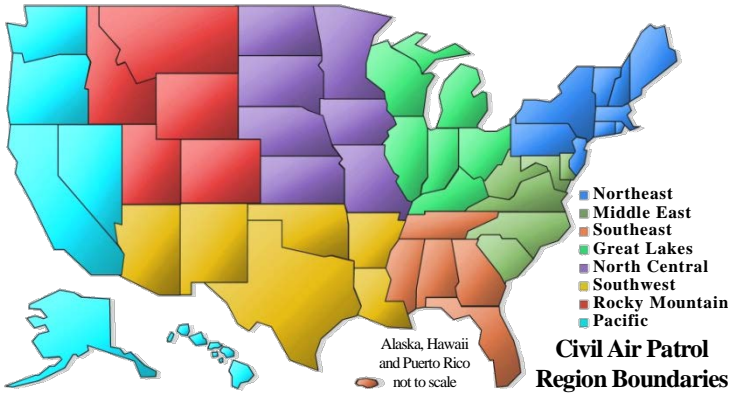 Northeast
Middle East
Southeast
Great Lakes
North Central
Southwest
Rocky Mountain
Pacific
Alaska, Hawaii
and Puerto Rico
not to scale
Civil Air Patrol
Region Boundaries